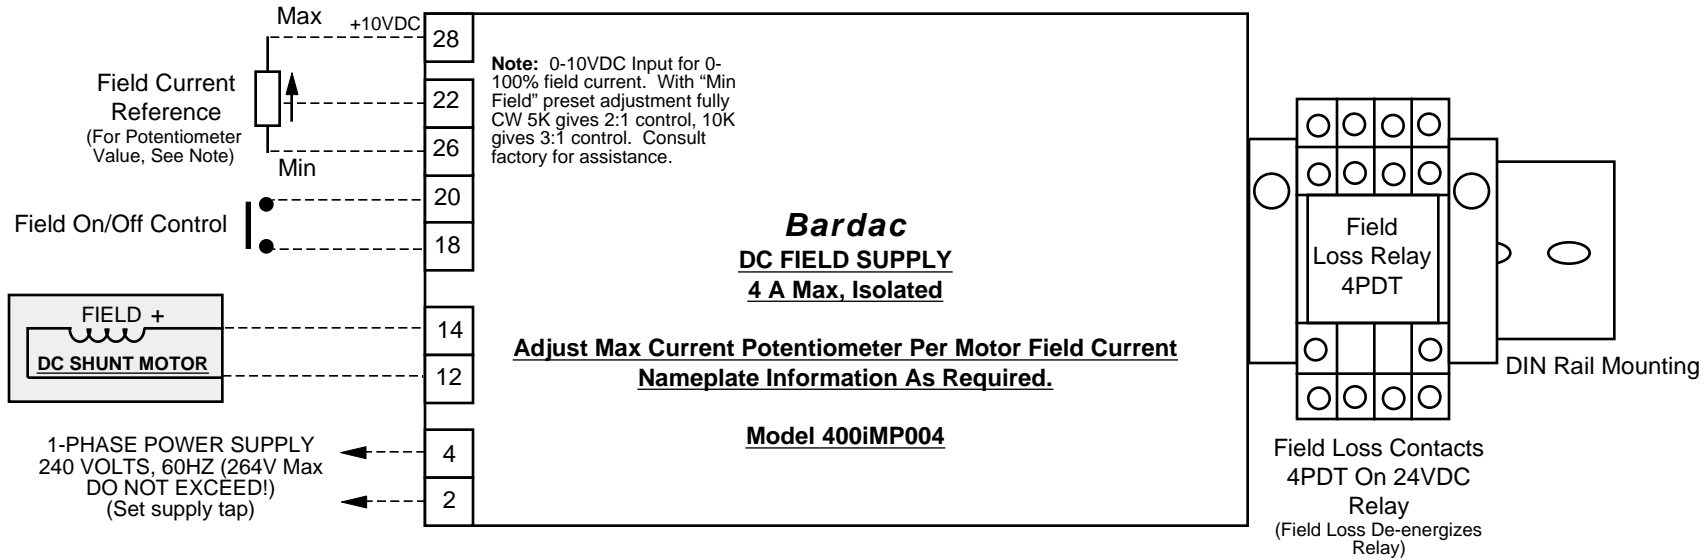 Max
+10VDC
28
Field Current
Reference
(For Potentiometer
Value, See Note)
22
26
Min
Note: 0-10VDC Input for 0-
100% field current. With “Min
Field” preset adjustment fully
CW 5K gives 2:1 control, 10K
gives 3:1 control. Consult
factory for assistance.
20
Field On/Off Control
18
Bardac
DC FIELD SUPPLY
4 A Max, Isolated
FIELD +
DC SHUNT MOTOR
14
12
Adjust Max Current Potentiometer Per Motor Field Current
Nameplate Information As Required.
Model 400iMP004
1-PHASE POWER SUPPLY
240 VOLTS, 60HZ (264V Max
DO NOT EXCEED!)
(Set supply tap)
4
2
Field
Loss Relay
4PDT
DIN Rail Mounting
Field Loss Contacts
4PDT On 24VDC
Relay
(Field Loss De-energizes
Relay)